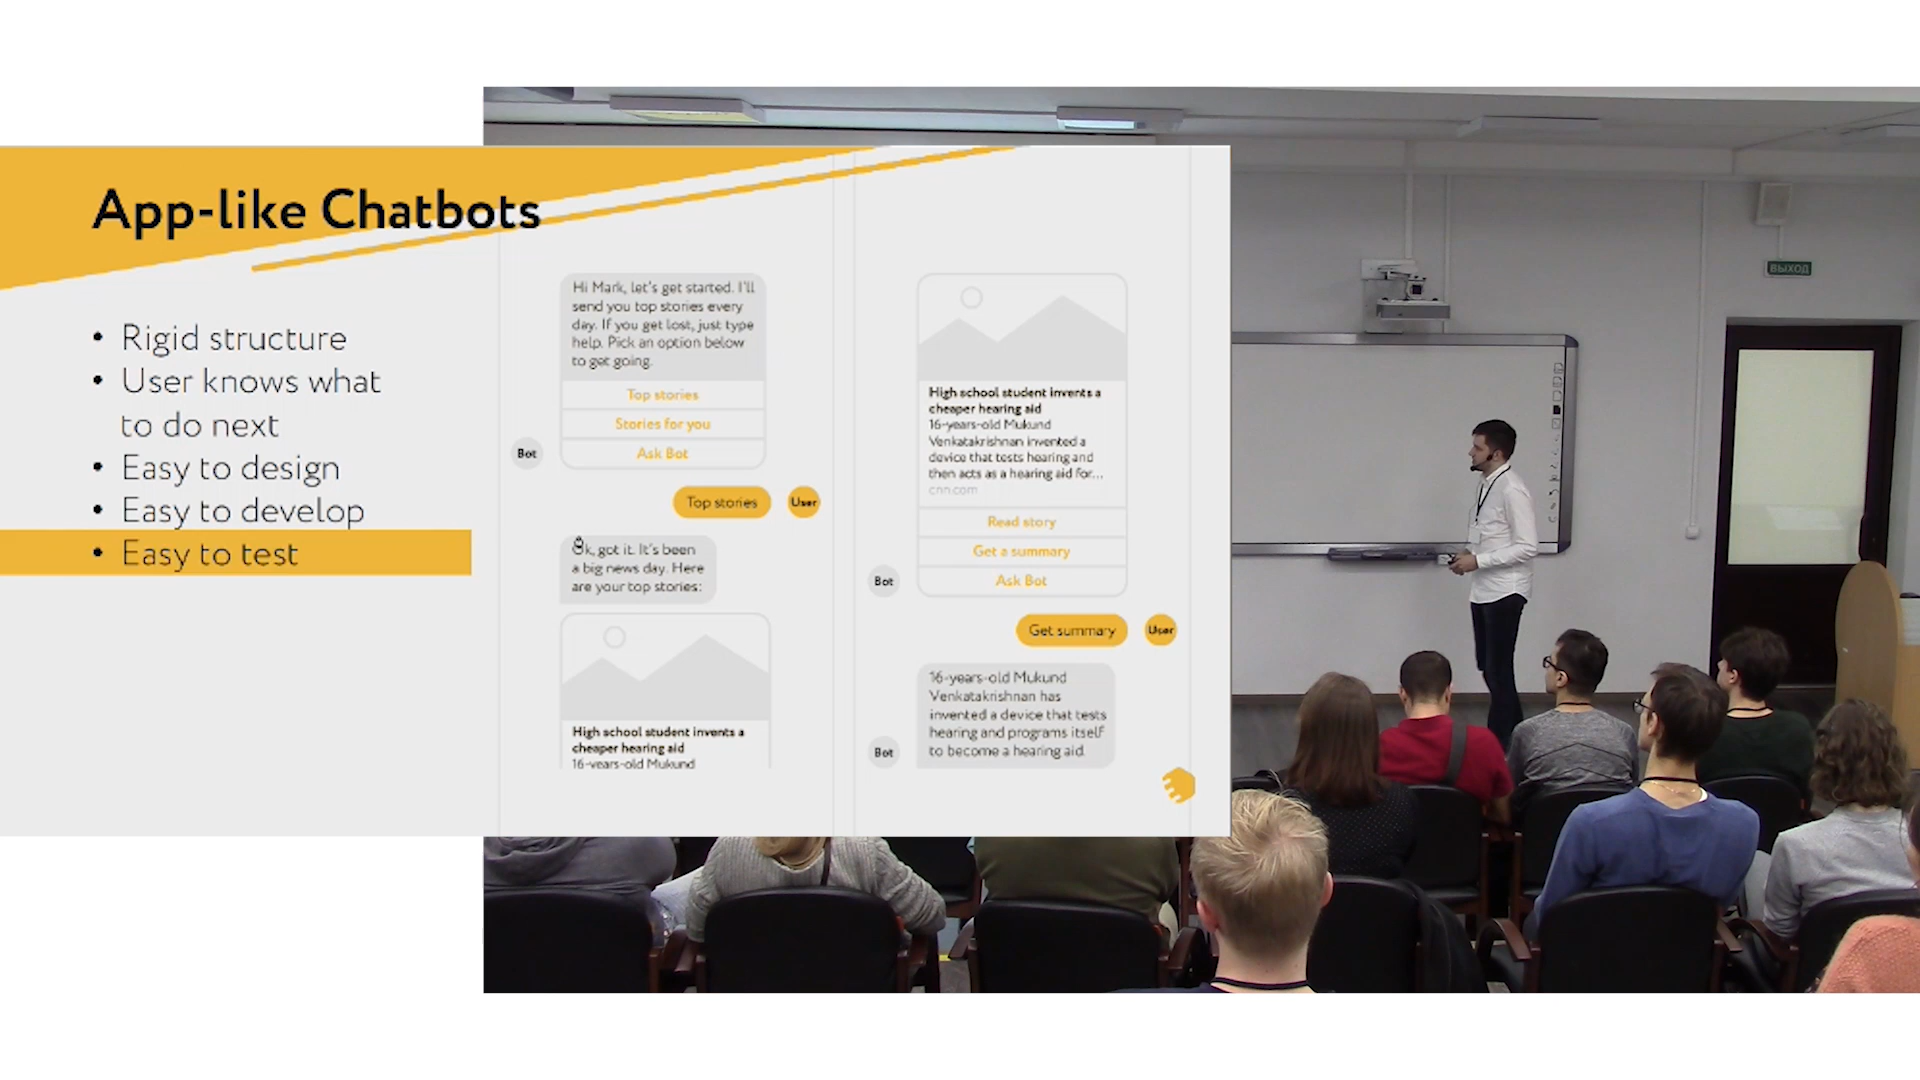 App-like Chatbots
• Rigid structure
• User knows what
to do next
• Easy to design
• Easy to develop
• Easy to test
Hi Mark, let's get started. I'll
send you top stories every
day. If you get lost, just type
help. Pick an option below
to get going.
Top stories
Stories for you
Ask Bot
Bot
Top stories
User
Ok, got it. It's been
a big news day. Here
are your top stories:
High school student invents a
cheaper hearing aid
16-years-old Mukund
High school student invents a
cheaper hearing aid
16-years-old Mukund
Venkatakrishnan invented a
device that tests hearing and
then acts as a hearing aid for...
cnn.com
Read story
Get a summary
Ask Bot
Bot
Get summary
User
16-years-old Mukund
Venkatakrishnan has
invented a device that tests
hearing and programs itself
to become a hearing aid.
Bot
ВЫХОД